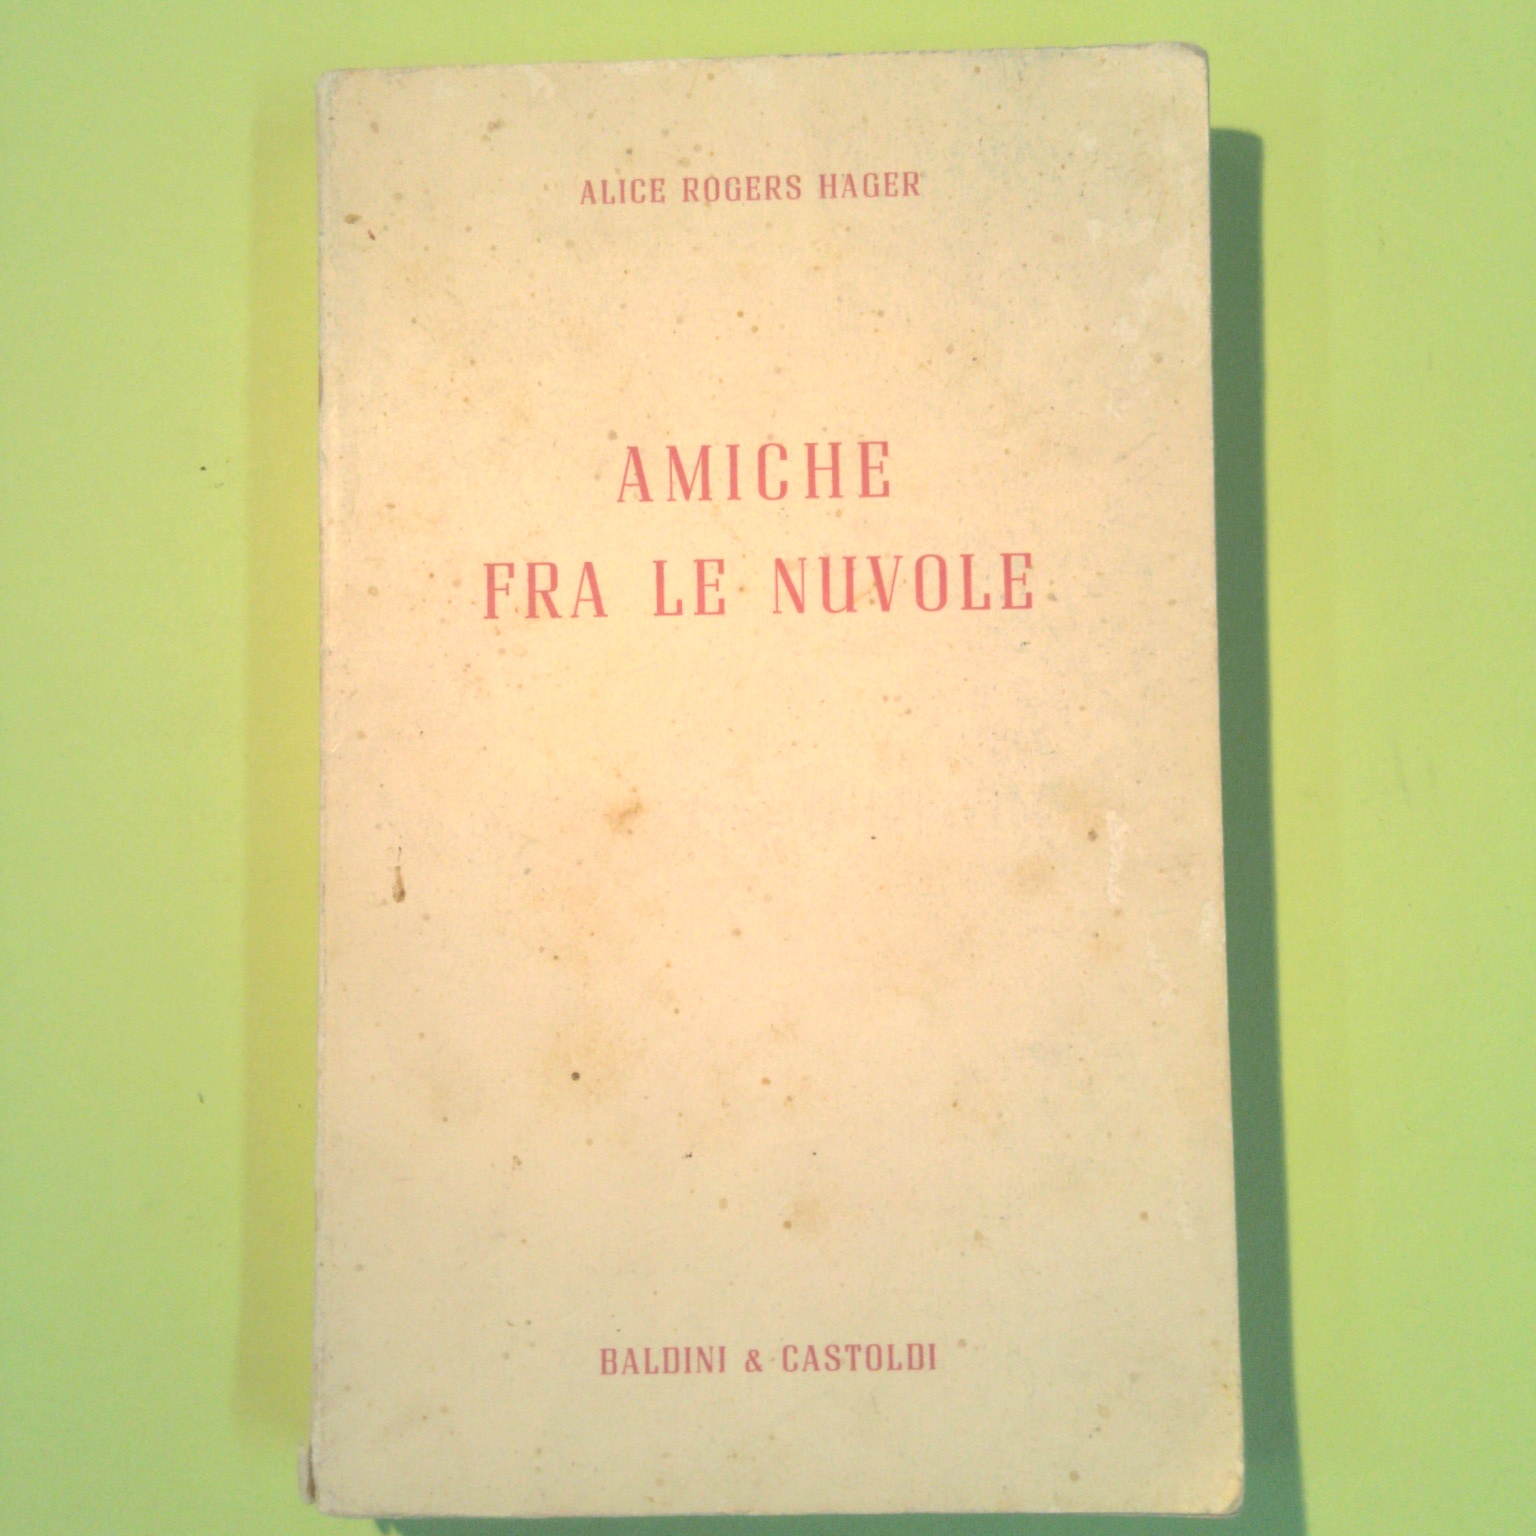 ALICE ROGERS HAGER
AMICHE
FRA LE NUVOLE
BALDINI & CASTOLDI